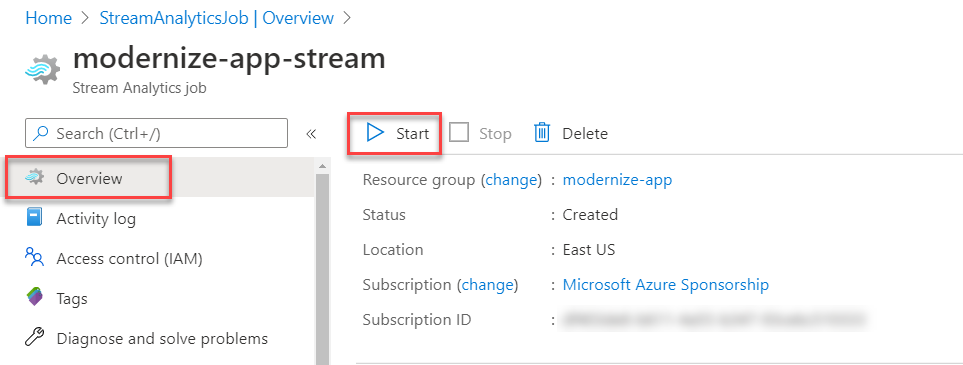 Home > StreamAnalyticsJob | Overview >
modernize-app-stream
Stream Analytics job
Search (Ctrl+/) «
Start Stop Delete
Overview
Activity log
Access control (IAM)
Tags
Diagnose and solve problems
Resource group (change) : modernize-app
Status : Created
Location : East US
Subscription (change) : Microsoft Azure Sponsorship
Subscription ID :